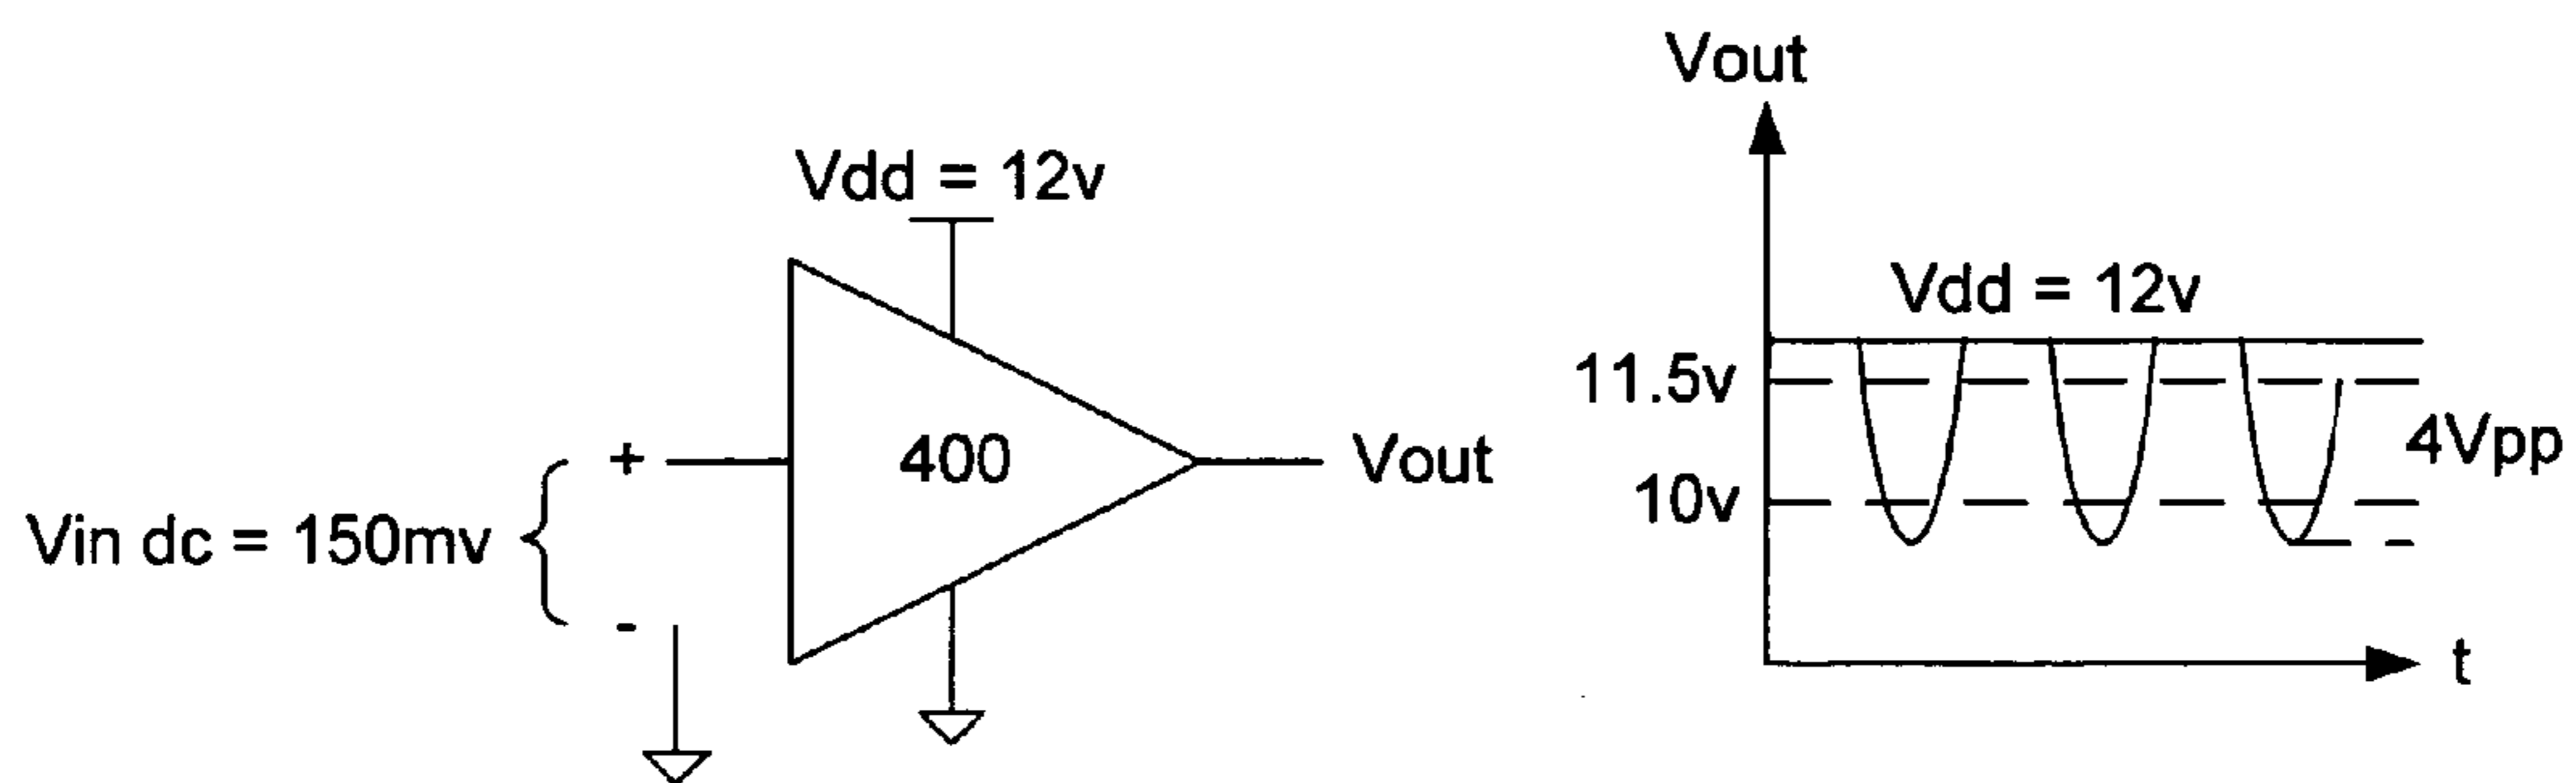 Vdd = 12v
+
400
Vout
Vin dc = 150mv
-
Vout
Vdd = 12v
11.5v
4Vpp
10v
t